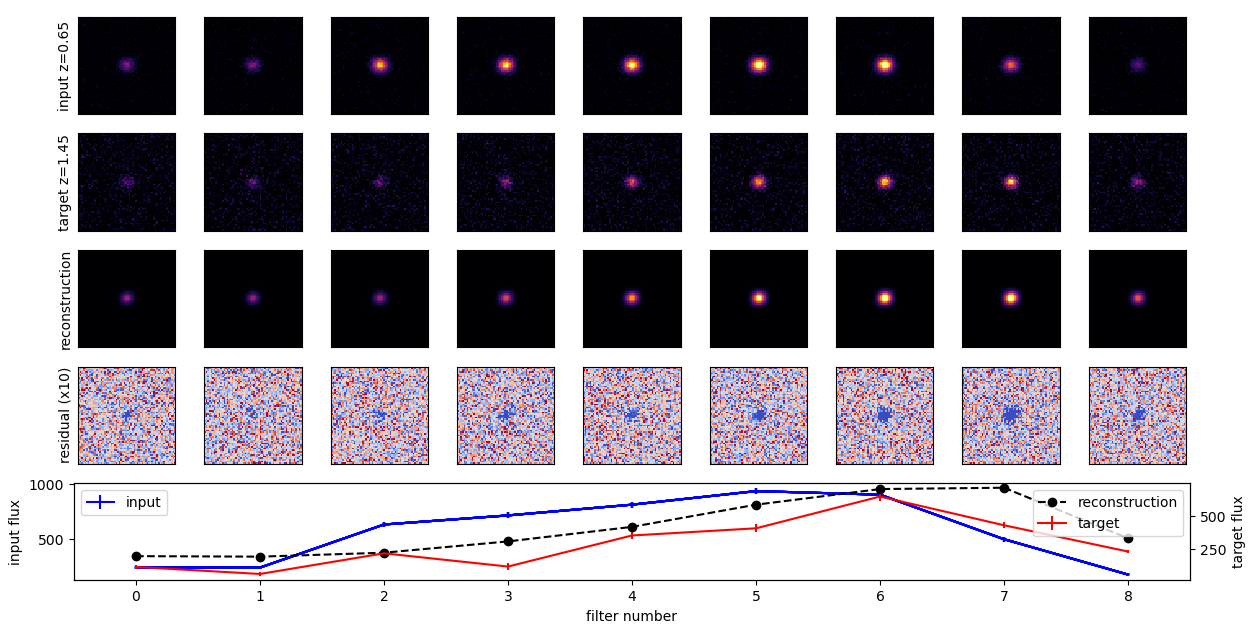 input z=0.65
target z=1.45
reconstruction
residual (x10)
input flux
1000
500
input
reconstruction
target
500
250
target flux
0 1 2 3 4 5 6 7 8
filter number